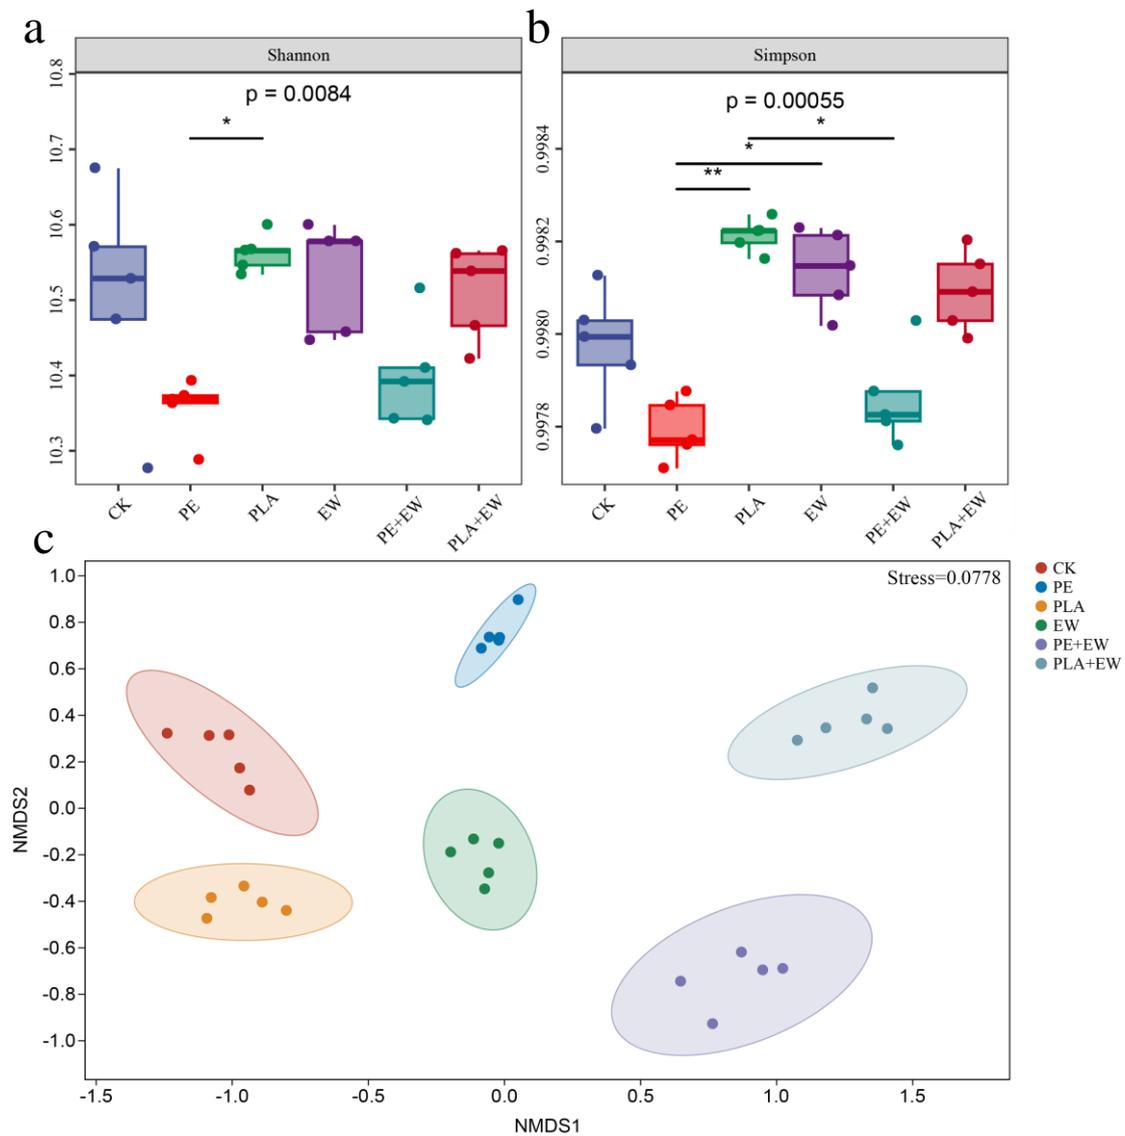 a
b
Shannon
Simpson
p = 0.0084
p = 0.00055
*
*
*
**
10.8
10.7
10.6
10.5
10.4
10.3
0.9984
0.9982
0.9980
0.9978
CK
PE
PLA
EW
PE+EW
PLA+EW
CK
PE
PLA
EW
PE+EW
PLA+EW
c
Stress=0.0778
CK
PE
PLA
EW
PE+EW
PLA+EW
NMDS2
1.0
0.8
0.6
0.4
0.2
0.0
-0.2
-0.4
-0.6
-0.8
-1.0
-1.5
-1.0
-0.5
0.0
0.5
1.0
1.5
NMDS1